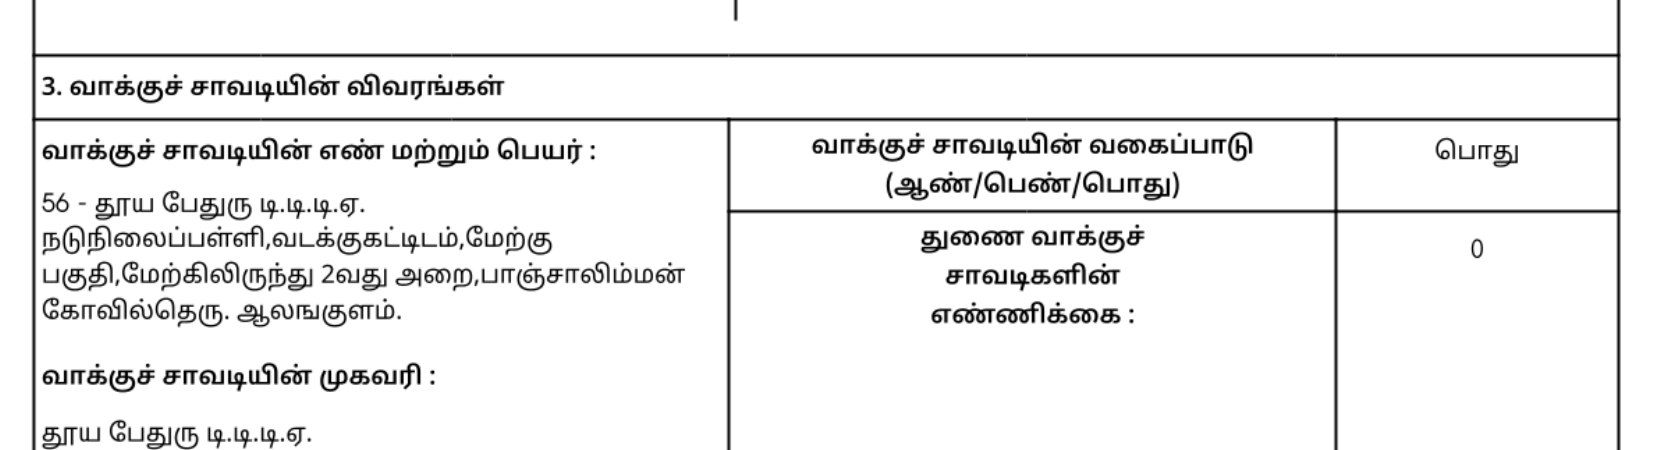 3. வாக்குச் சாவடியின் விவரங்கள்
வாக்குச் சாவடியின் எண் மற்றும் பெயர் :
56 - தூய பேதுரு டி.டி.டி.ஏ.
நடுநிலைப்பள்ளி,வடக்குகட்டிடம்,மேற்கு
பகுதி,மேற்கிலிருந்து 2வது அறை,பாஞ்சாலிம்மன்
கோவில்தெரு. ஆலஙகுளம்.
வாக்குச் சாவடியின் முகவரி :
தூய பேதுரு டி.டி.டி.ஏ.
வாக்குச் சாவடியின் வகைப்பாடு
(ஆண்/பெண்/பொது)
பொது
துணை வாக்குச்
சாவடிகளின்
எண்ணிக்கை :
0